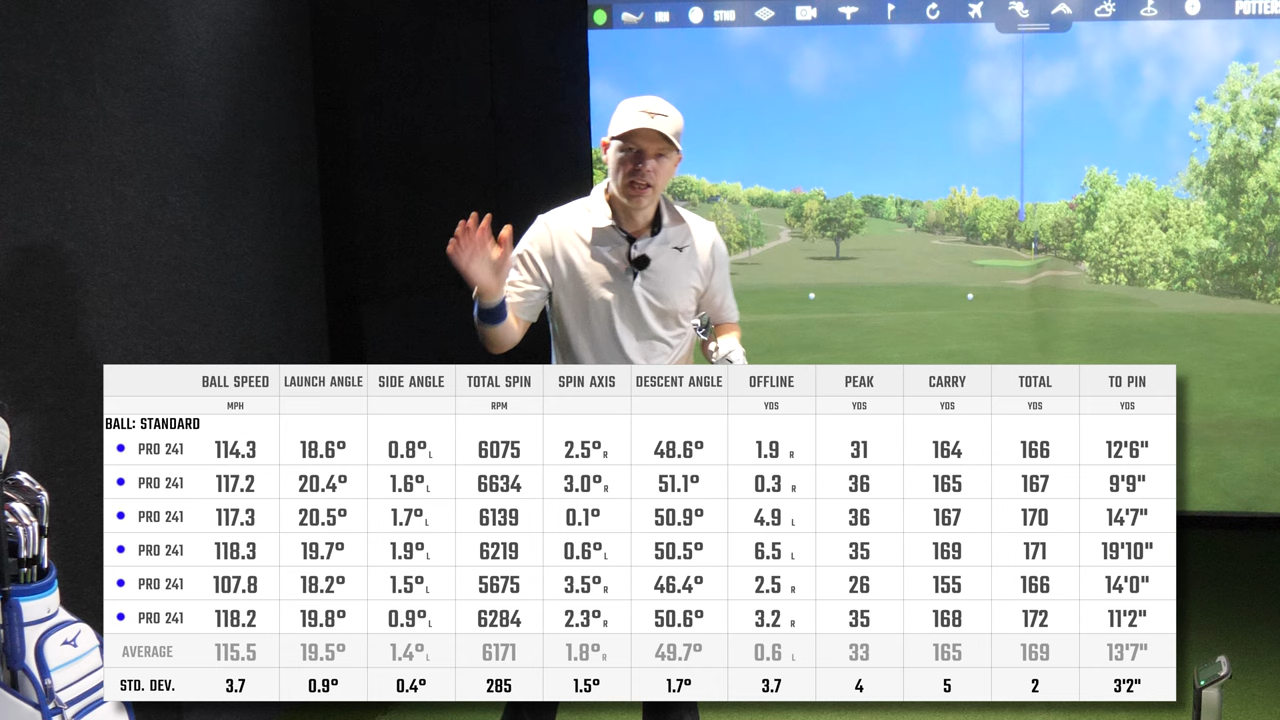 IRN STND POTTER
BALL SPEED LAUNCH ANGLE SIDE ANGLE TOTAL SPIN SPIN AXIS DESCENT ANGLE OFFLINE PEAK CARRY TOTAL TO PIN
MPH RPM YDS YDS YDS YDS YDS
BALL: STANDARD
PRO 241 114.3 18.6° 0.8° L 6075 2.5° R 48.6° 1.9 R 31 164 166 12'6"
PRO 241 117.2 20.4° 1.6° L 6634 3.0° R 51.1° 0.3 R 36 165 167 9'9"
PRO 241 117.3 20.5° 1.7° L 6139 0.1° 50.9° 4.9 L 36 167 170 14'7"
PRO 241 118.3 19.7° 1.9° L 6219 0.6° L 50.5° 6.5 L 35 169 171 19'10"
PRO 241 107.8 18.2° 1.5° L 5675 3.5° R 46.4° 2.5 R 26 155 166 14'0"
PRO 241 118.2 19.8° 0.9° L 6284 2.3° R 50.6° 3.2 R 35 168 172 11'2"
AVERAGE 115.5 19.5° 1.4° L 6171 1.8° R 49.7° 0.6 L 33 165 169 13'7"
STD. DEV. 3.7 0.9° 0.4° 285 1.5° 1.7° 3.7 4 5 2 3'2"